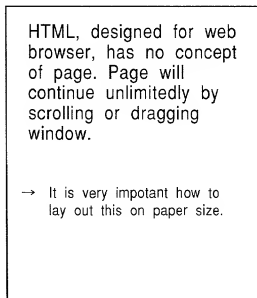 HTML, designed for web
browser, has no concept
of page. Page will
continue unlimitedly by
scrolling or dragging
window.
→ It is very impotant how to
lay out this on paper size.